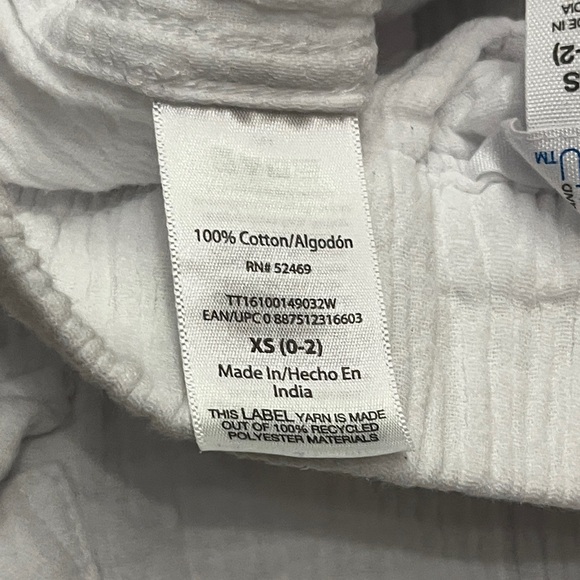 100% Cotton/Algodón
RN# 52469
TT16100149032W
EAN/UPC 0 887512316603
XS (0-2)
Made In/Hecho En
India
THIS LABEL YARN IS MADE
OUT OF 100% RECYCLED
POLYESTER MATERIALS
U™